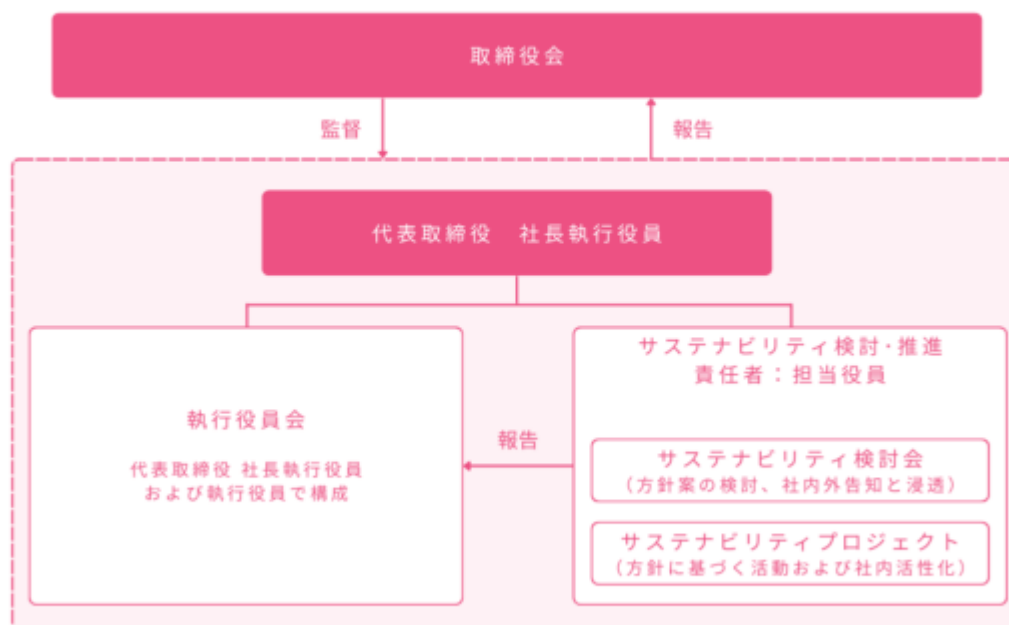 取締役会
監督
報告
代表取締役　社長執行役員
執行役員会
代表取締役 社長執行役員
および執行役員で構成
報告
サステナビリティ検討・推進
責任者：担当役員
サステナビリティ検討会
（方針案の検討、社内外告知と浸透）
サステナビリティプロジェクト
（方針に基づく活動および社内活性化）